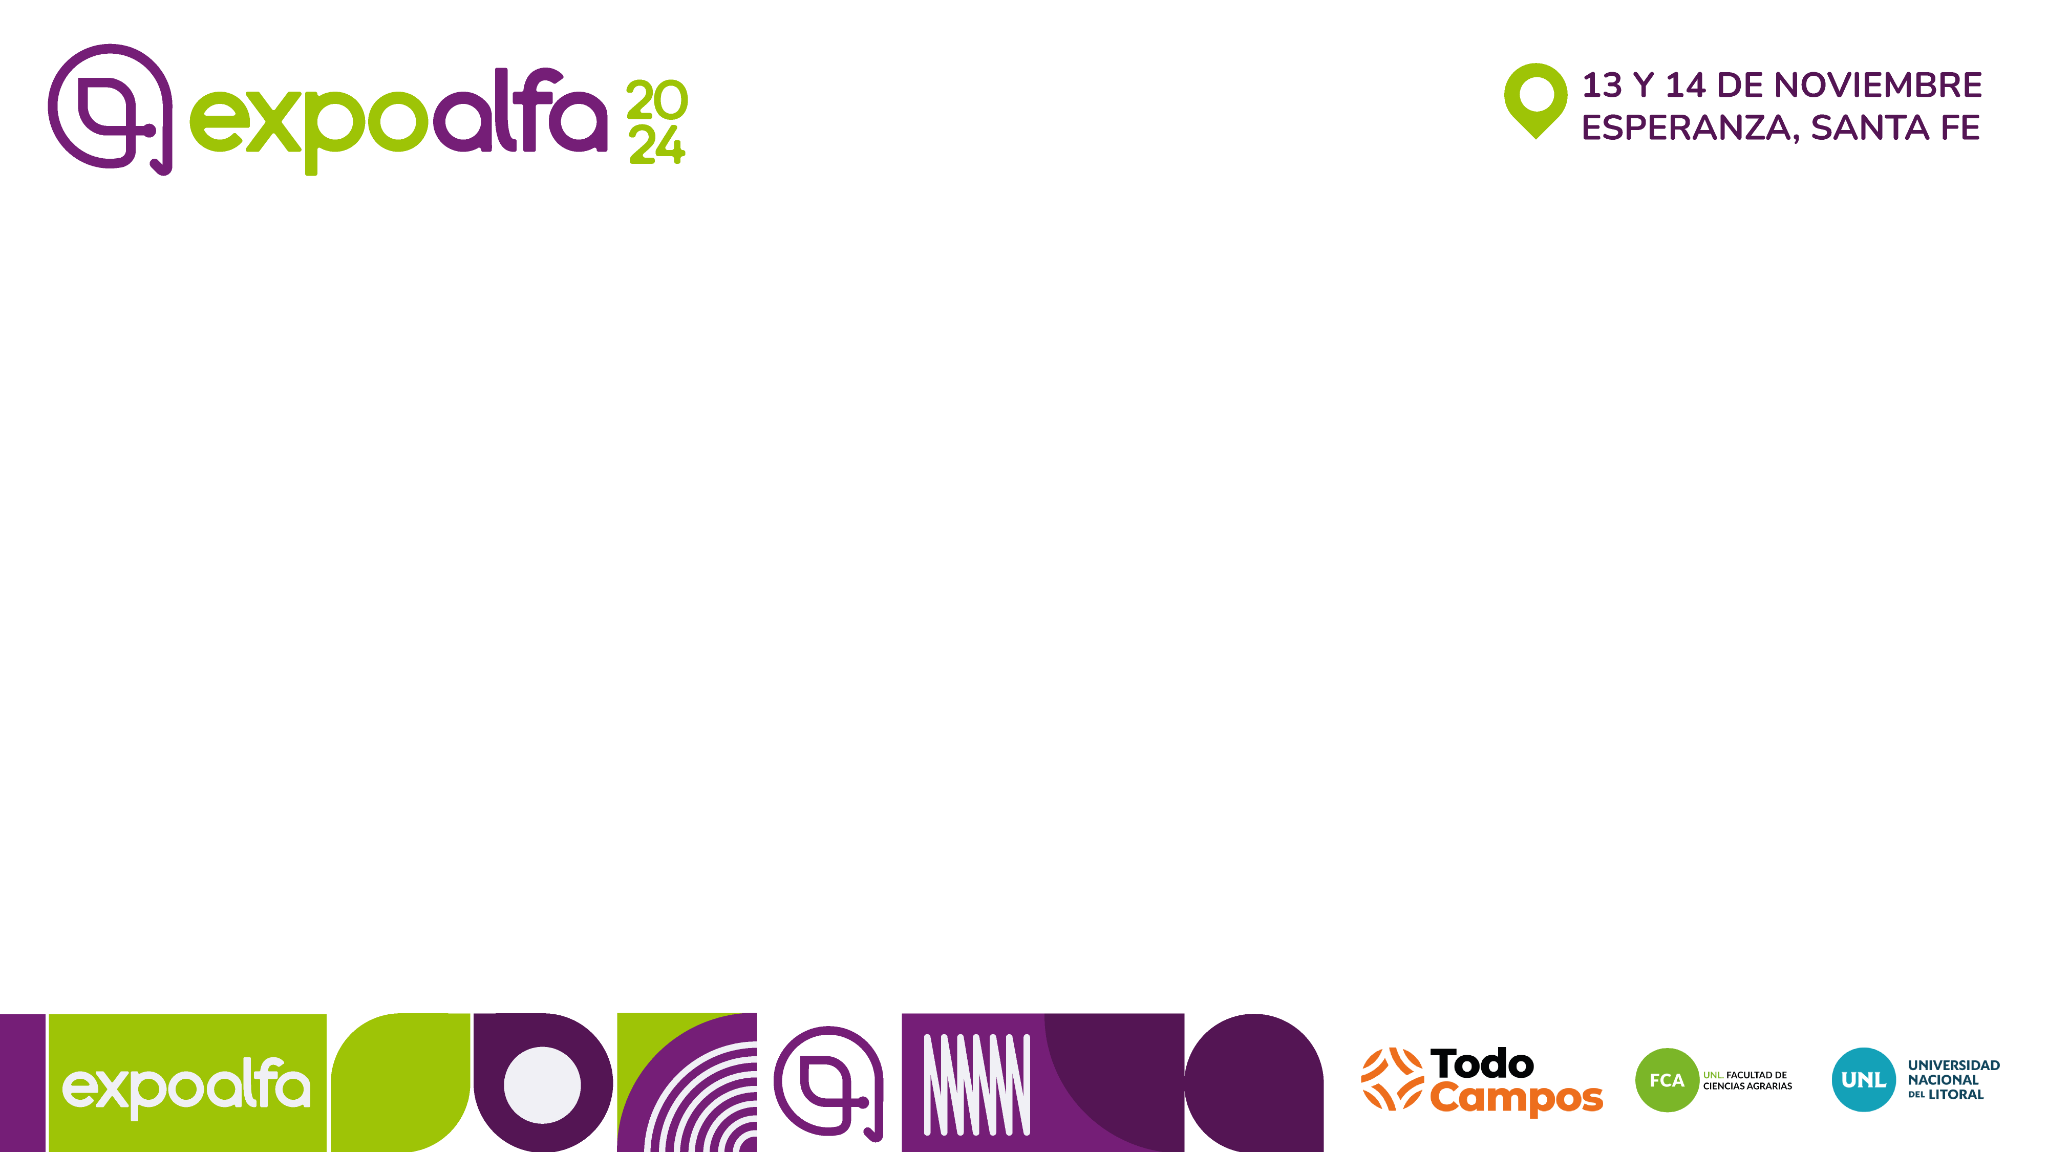 expoalfa
20
24
13 Y 14 DE NOVIEMBRE
ESPERANZA, SANTA FE
expoalfa
Todo
Campos
FCA
UNL. FACULTAD DE
CIENCIAS AGRARIAS
UNL
UNIVERSIDAD
NACIONAL
DEL LITORAL